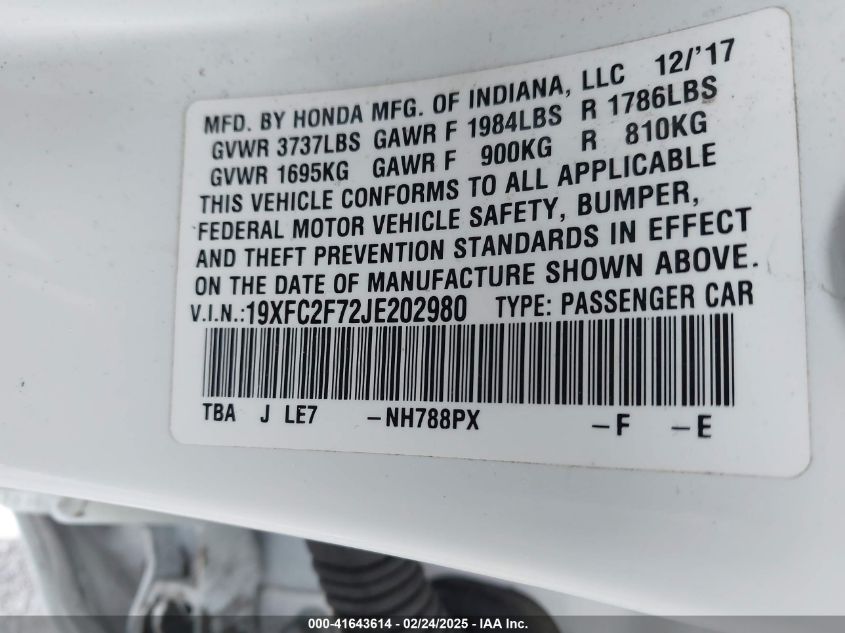 MFD. BY HONDA MFG. OF INDIANA, LLC 12/'17
GVWR 3737LBS GAWR F 1984LBS R 1786LBS
GVWR 1695KG GAWR F 900KG R 810KG
THIS VEHICLE CONFORMS TO ALL APPLICABLE
FEDERAL MOTOR VEHICLE SAFETY, BUMPER,
AND THEFT PREVENTION STANDARDS IN EFFECT
ON THE DATE OF MANUFACTURE SHOWN ABOVE.
V.I.N.:19XFC2F72JE202980 TYPE: PASSENGER CAR
TBA J LE7 –NH788PX –F –E
000-41643614 - 02/24/2025 - IAA Inc.